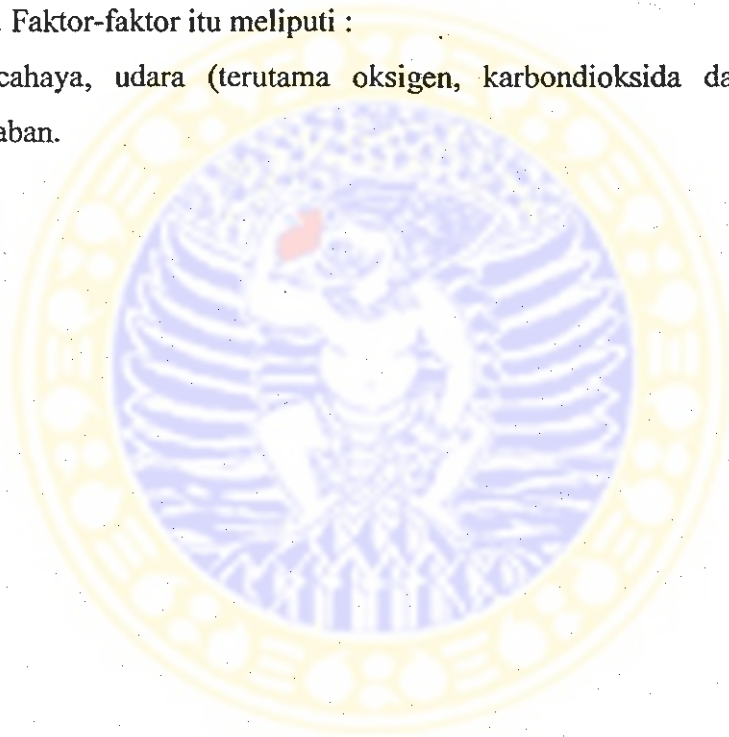 . Faktor-faktor itu meliputi :
cahaya, udara (terutama oksigen, karbondioksida da
aban.